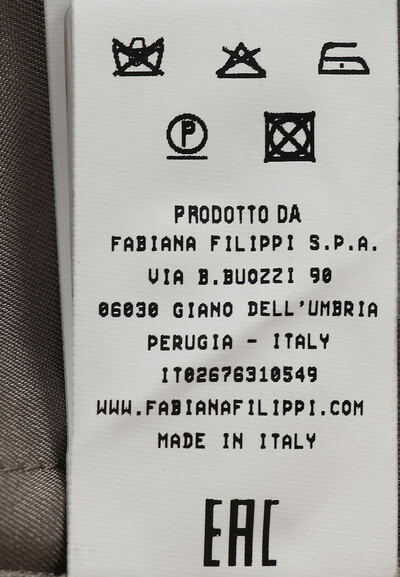 P
PRODOTTO DA
FABIANA FILIPPI S.P.A.
VIA B.BUOZZI 90
06030 GIANO DELL'UMBRIA
PERUGIA - ITALY
IT02676310549
WWW.FABIANAFILIPPI.COM
MADE IN ITALY
EAC